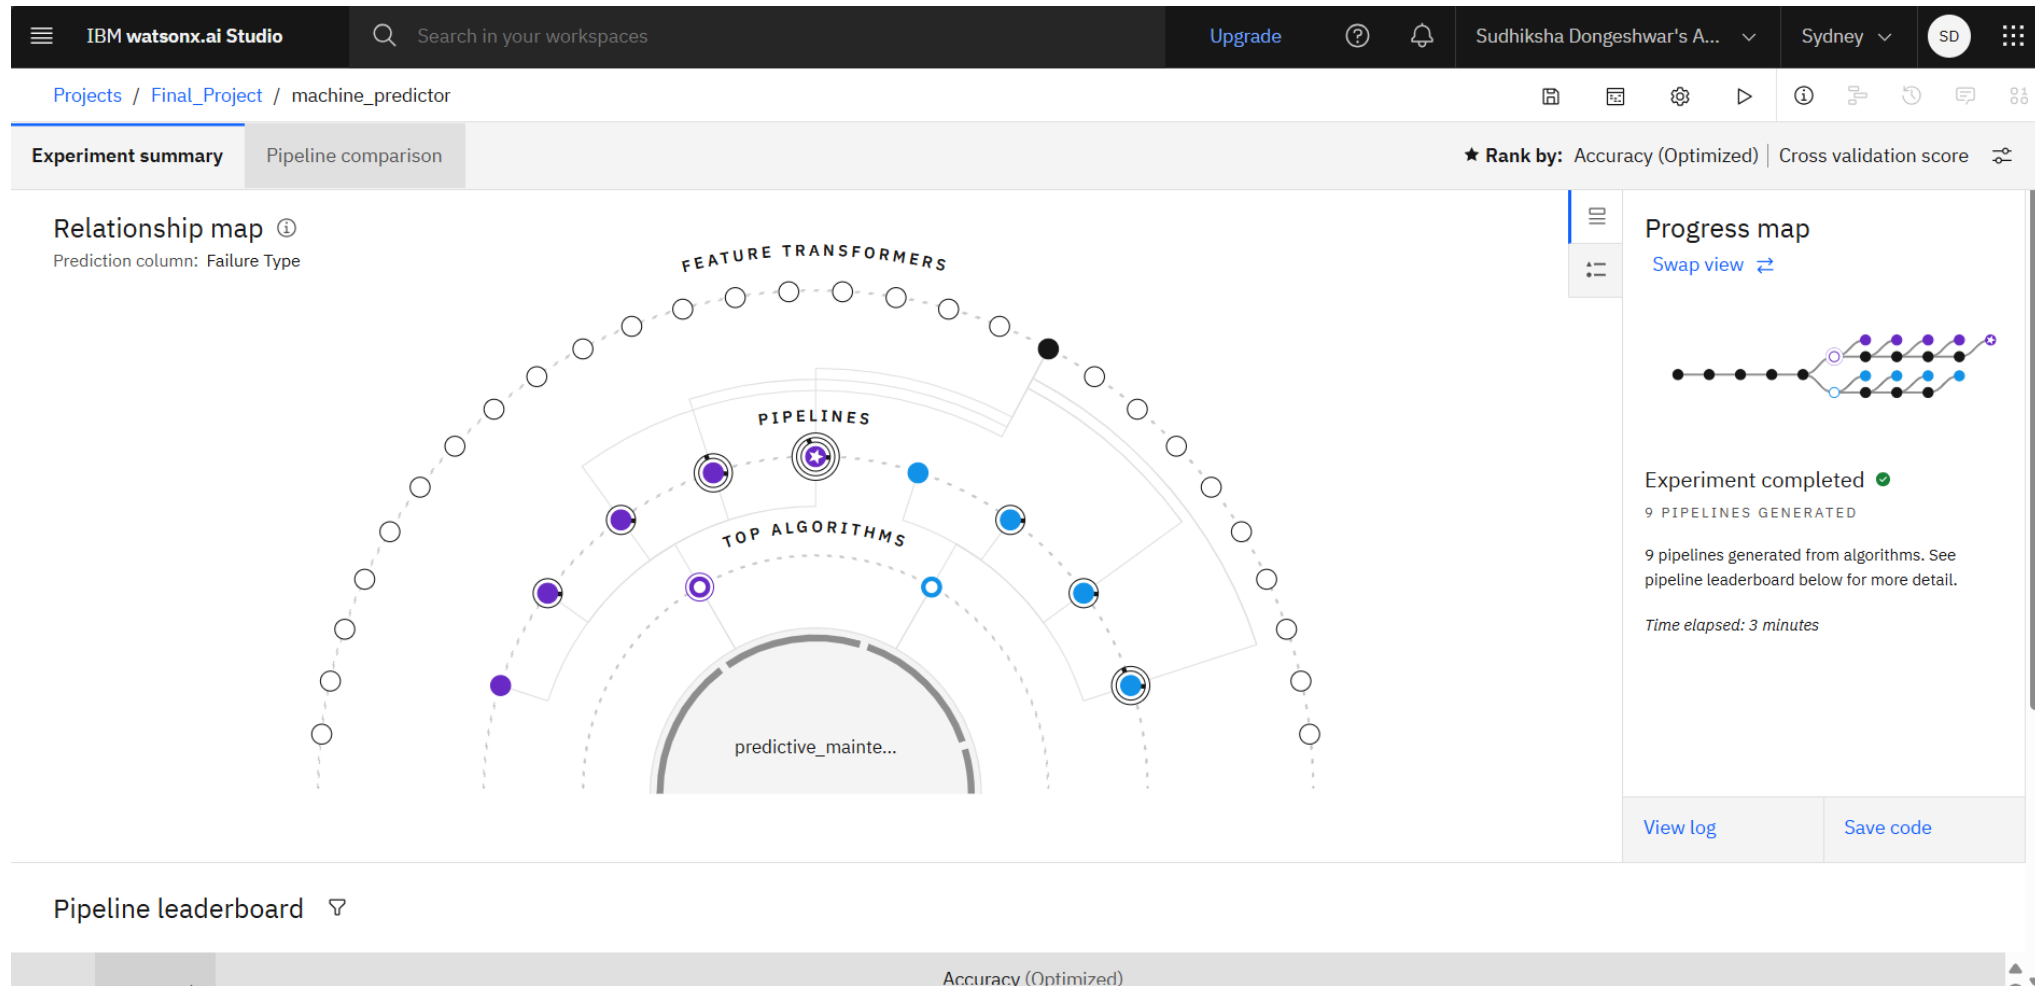 IBM watsonx.ai Studio
Search in your workspaces
Upgrade
Sudhiksha Dongeshwar's A...
Sydney
SD
Projects / Final_Project / machine_predictor
Experiment summary
Pipeline comparison
Rank by: Accuracy (Optimized) | Cross validation score
Relationship map
Prediction column: Failure Type
FEATURE TRANSFORMERS
PIPELINES
TOP ALGORITHMS
predictive_mainte...
Progress map
Swap view
Experiment completed
9 PIPELINES GENERATED
9 pipelines generated from algorithms. See
pipeline leaderboard below for more detail.
Time elapsed: 3 minutes
View log
Save code
Pipeline leaderboard
Accuracy (Optimized)